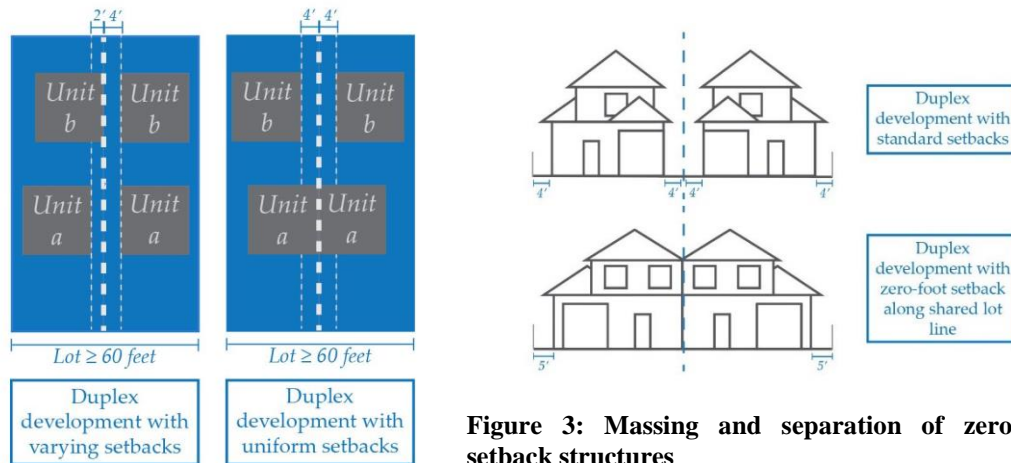 2' 4'
Unit
b
Unit
b
Unit
a
Unit
a
Lot ≥ 60 feet
Duplex
development with
varying setbacks
4' 4'
Unit
b
Unit
b
Unit
a
Unit
a
Lot ≥ 60 feet
Duplex
development with
uniform setbacks
4' 4' 4' 4'
Duplex
development with
standard setbacks
5' 5'
Duplex
development with
zero-foot setback
along shared lot
line
Figure 3: Massing and separation of zero
setback structures